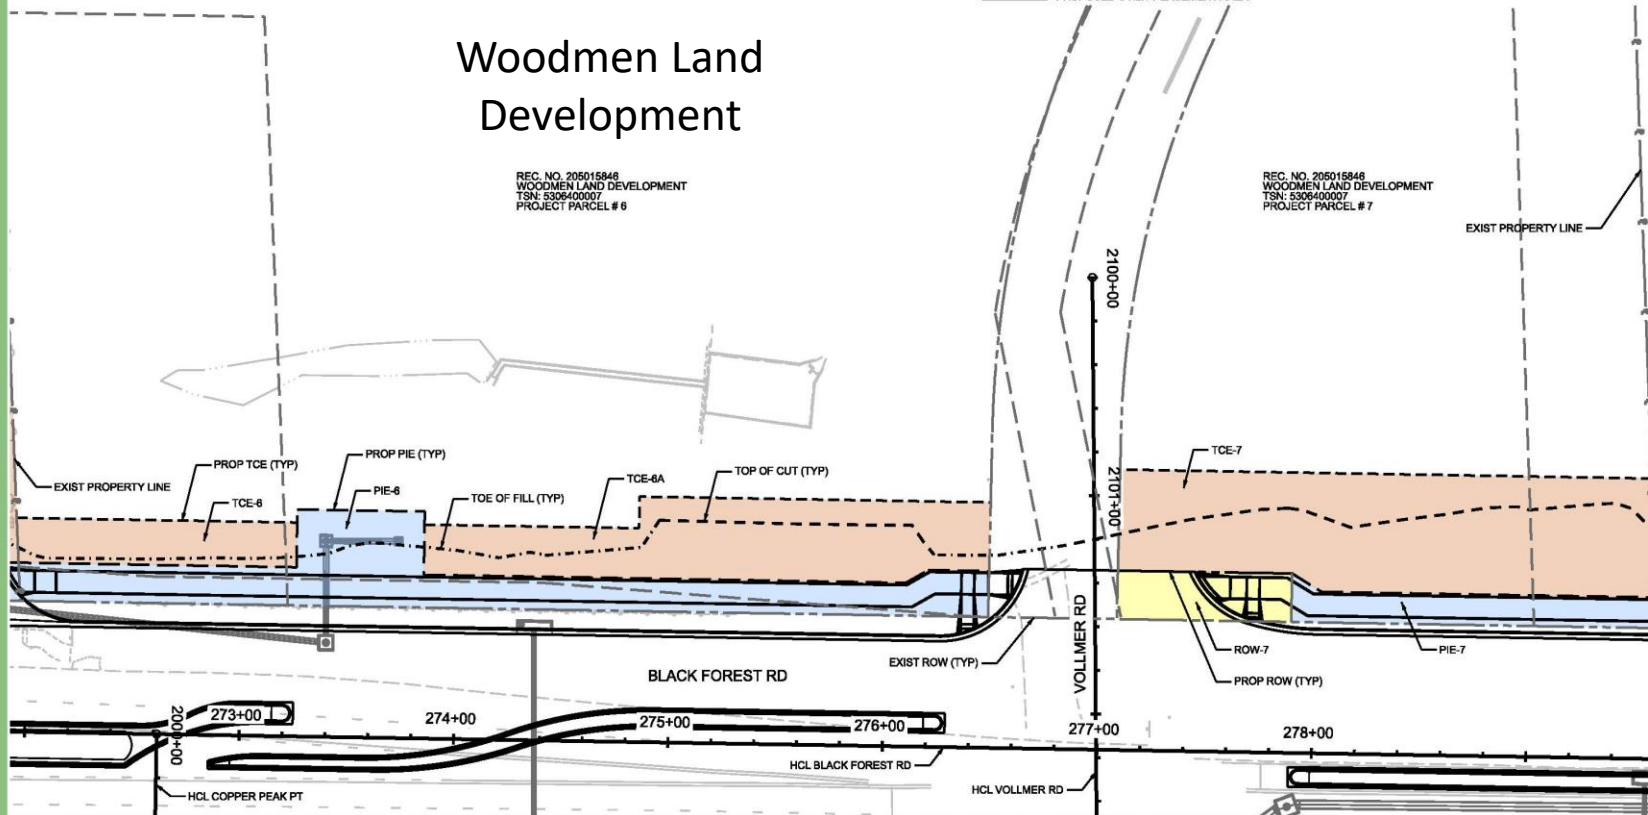 Woodmen Land
Development
REC. NO. 205015846
WOODMEN LAND DEVELOPMENT
TSN: 5306400007
PROJECT PARCEL # 6
REC. NO. 205015846
WOODMEN LAND DEVELOPMENT
TSN: 5306400007
PROJECT PARCEL # 7
EXIST PROPERTY LINE
2100+00
PROP TCE (TYP)
PROP PIE (TYP)
TCE-7
EXIST PROPERTY LINE
TCE-6
PIE-6
TOE OF FILL (TYP)
TCE-6A
TOP OF CUT (TYP)
2101+00
EXIST ROW (TYP)
VOLLMER RD
ROW-7
PIE-7
PROP ROW (TYP)
BLACK FOREST RD
2000+00
273+00
274+00
275+00
276+00
277+00
278+00
HCL BLACK FOREST RD
HCL COPPER PEAK PT
HCL VOLLMER RD